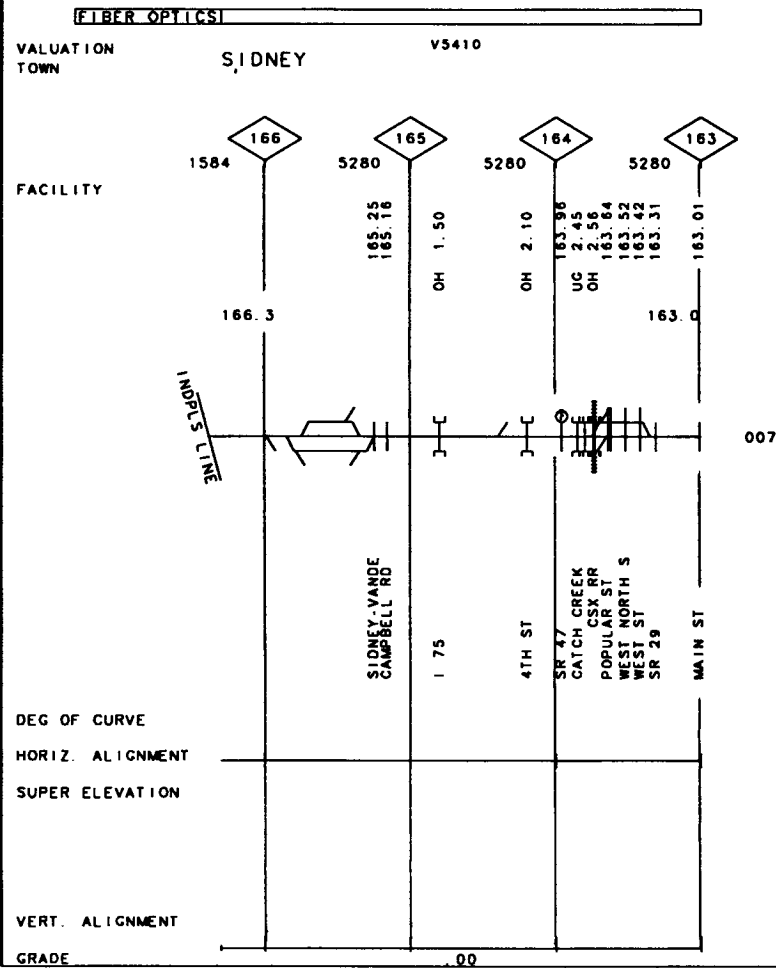 FIBER OPTICS
VALUATION V5410
TOWN SIDNEY
166 165 164 163
1584 5280 5280 5280
FACILITY
165.25
165.16
OH 1.50
OH 2.10
163.96
UG 2.45
OH 2.56
163.64
163.52
163.42
163.31
163.01
166.3 163.0
INDPLS LINE
007
SIDNEY-VANDE
CAMPBELL RD
I 75
4TH ST
SR 47
CATCH CREEK
CSX RR
POPULAR ST
WEST NORTH S
WEST ST
SR 29
MAIN ST
DEG OF CURVE
HORIZ. ALIGNMENT
SUPER ELEVATION
VERT. ALIGNMENT
GRADE .00